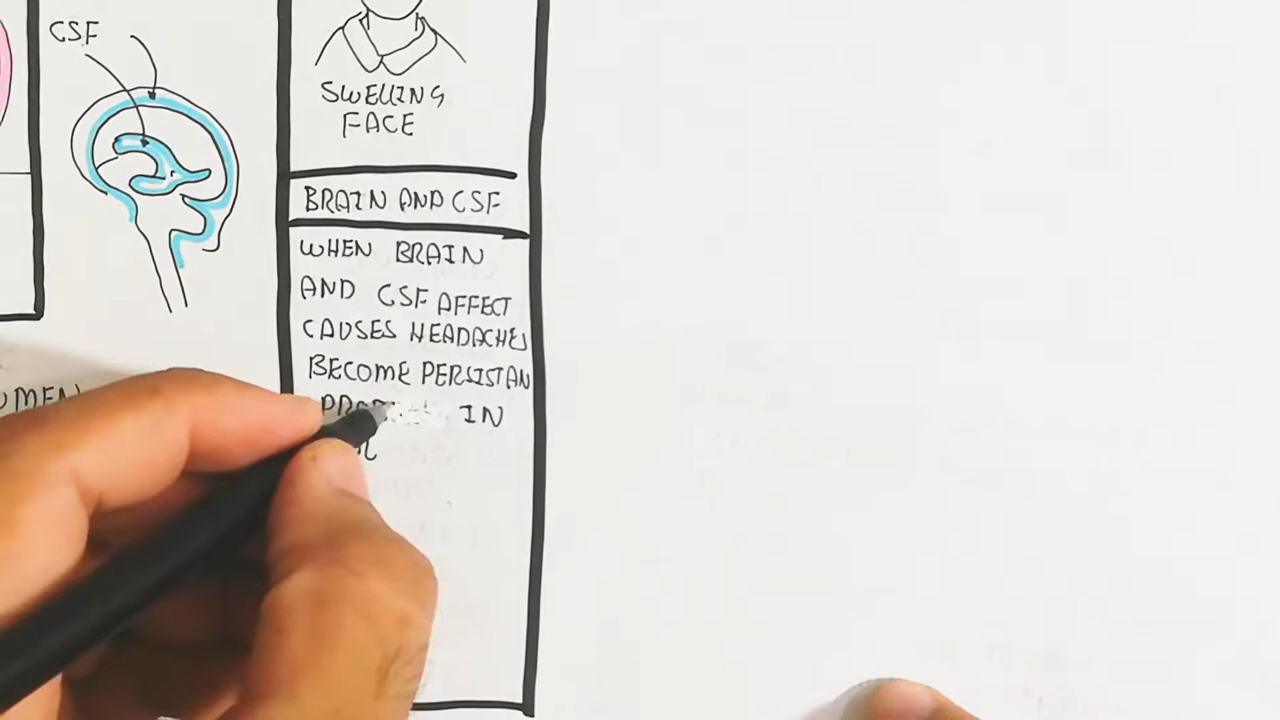 CSF
SWELLING
FACE
BRAIN AND CSF
WHEN BRAIN
AND CSF AFFECT
CAUSES HEADACHES
BECOME PERSISTAN
IN